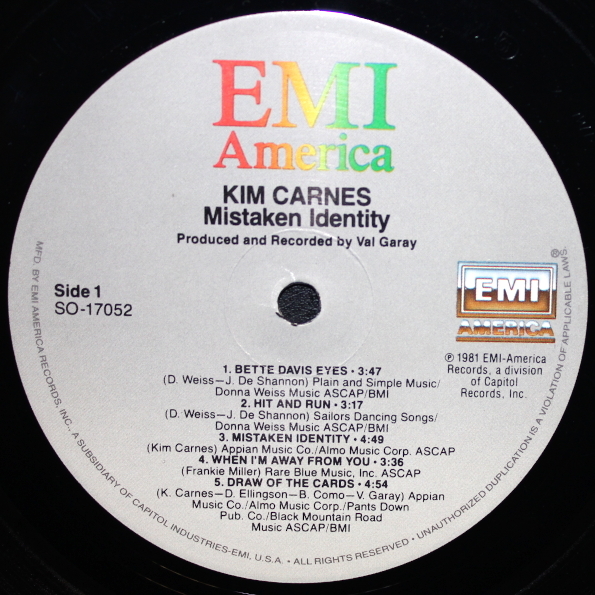 EMI
America
KIM CARNES
Mistaken Identity
Produced and Recorded by Val Garay
Side 1
SO-17052
®
EMI
AMERICA
℗ 1981 EMI-America
Records, a division
of Capitol
Records, Inc.
1. BETTE DAVIS EYES • 3:47
(D. Weiss—J. De Shannon) Plain and Simple Music/
Donna Weiss Music ASCAP/BMI
2. HIT AND RUN • 3:17
(D. Weiss—J. De Shannon) Sailors Dancing Songs/
Donna Weiss Music ASCAP/BMI
3. MISTAKEN IDENTITY • 4:49
(Kim Carnes) Appian Music Co./Almo Music Corp. ASCAP
4. WHEN I'M AWAY FROM YOU • 3:36
(Frankie Miller) Rare Blue Music, Inc. ASCAP
5. DRAW OF THE CARDS • 4:54
(K. Carnes—D. Ellingson—B. Como—V. Garay) Appian
Music Co./Almo Music Corp./Pants Down
Pub. Co./Black Mountain Road
Music ASCAP/BMI
MFD. BY EMI AMERICA RECORDS, INC., A SUBSIDIARY OF CAPITOL INDUSTRIES-EMI, U.S.A. • ALL RIGHTS RESERVED • UNAUTHORIZED DUPLICATION IS A VIOLATION OF APPLICABLE LAWS.